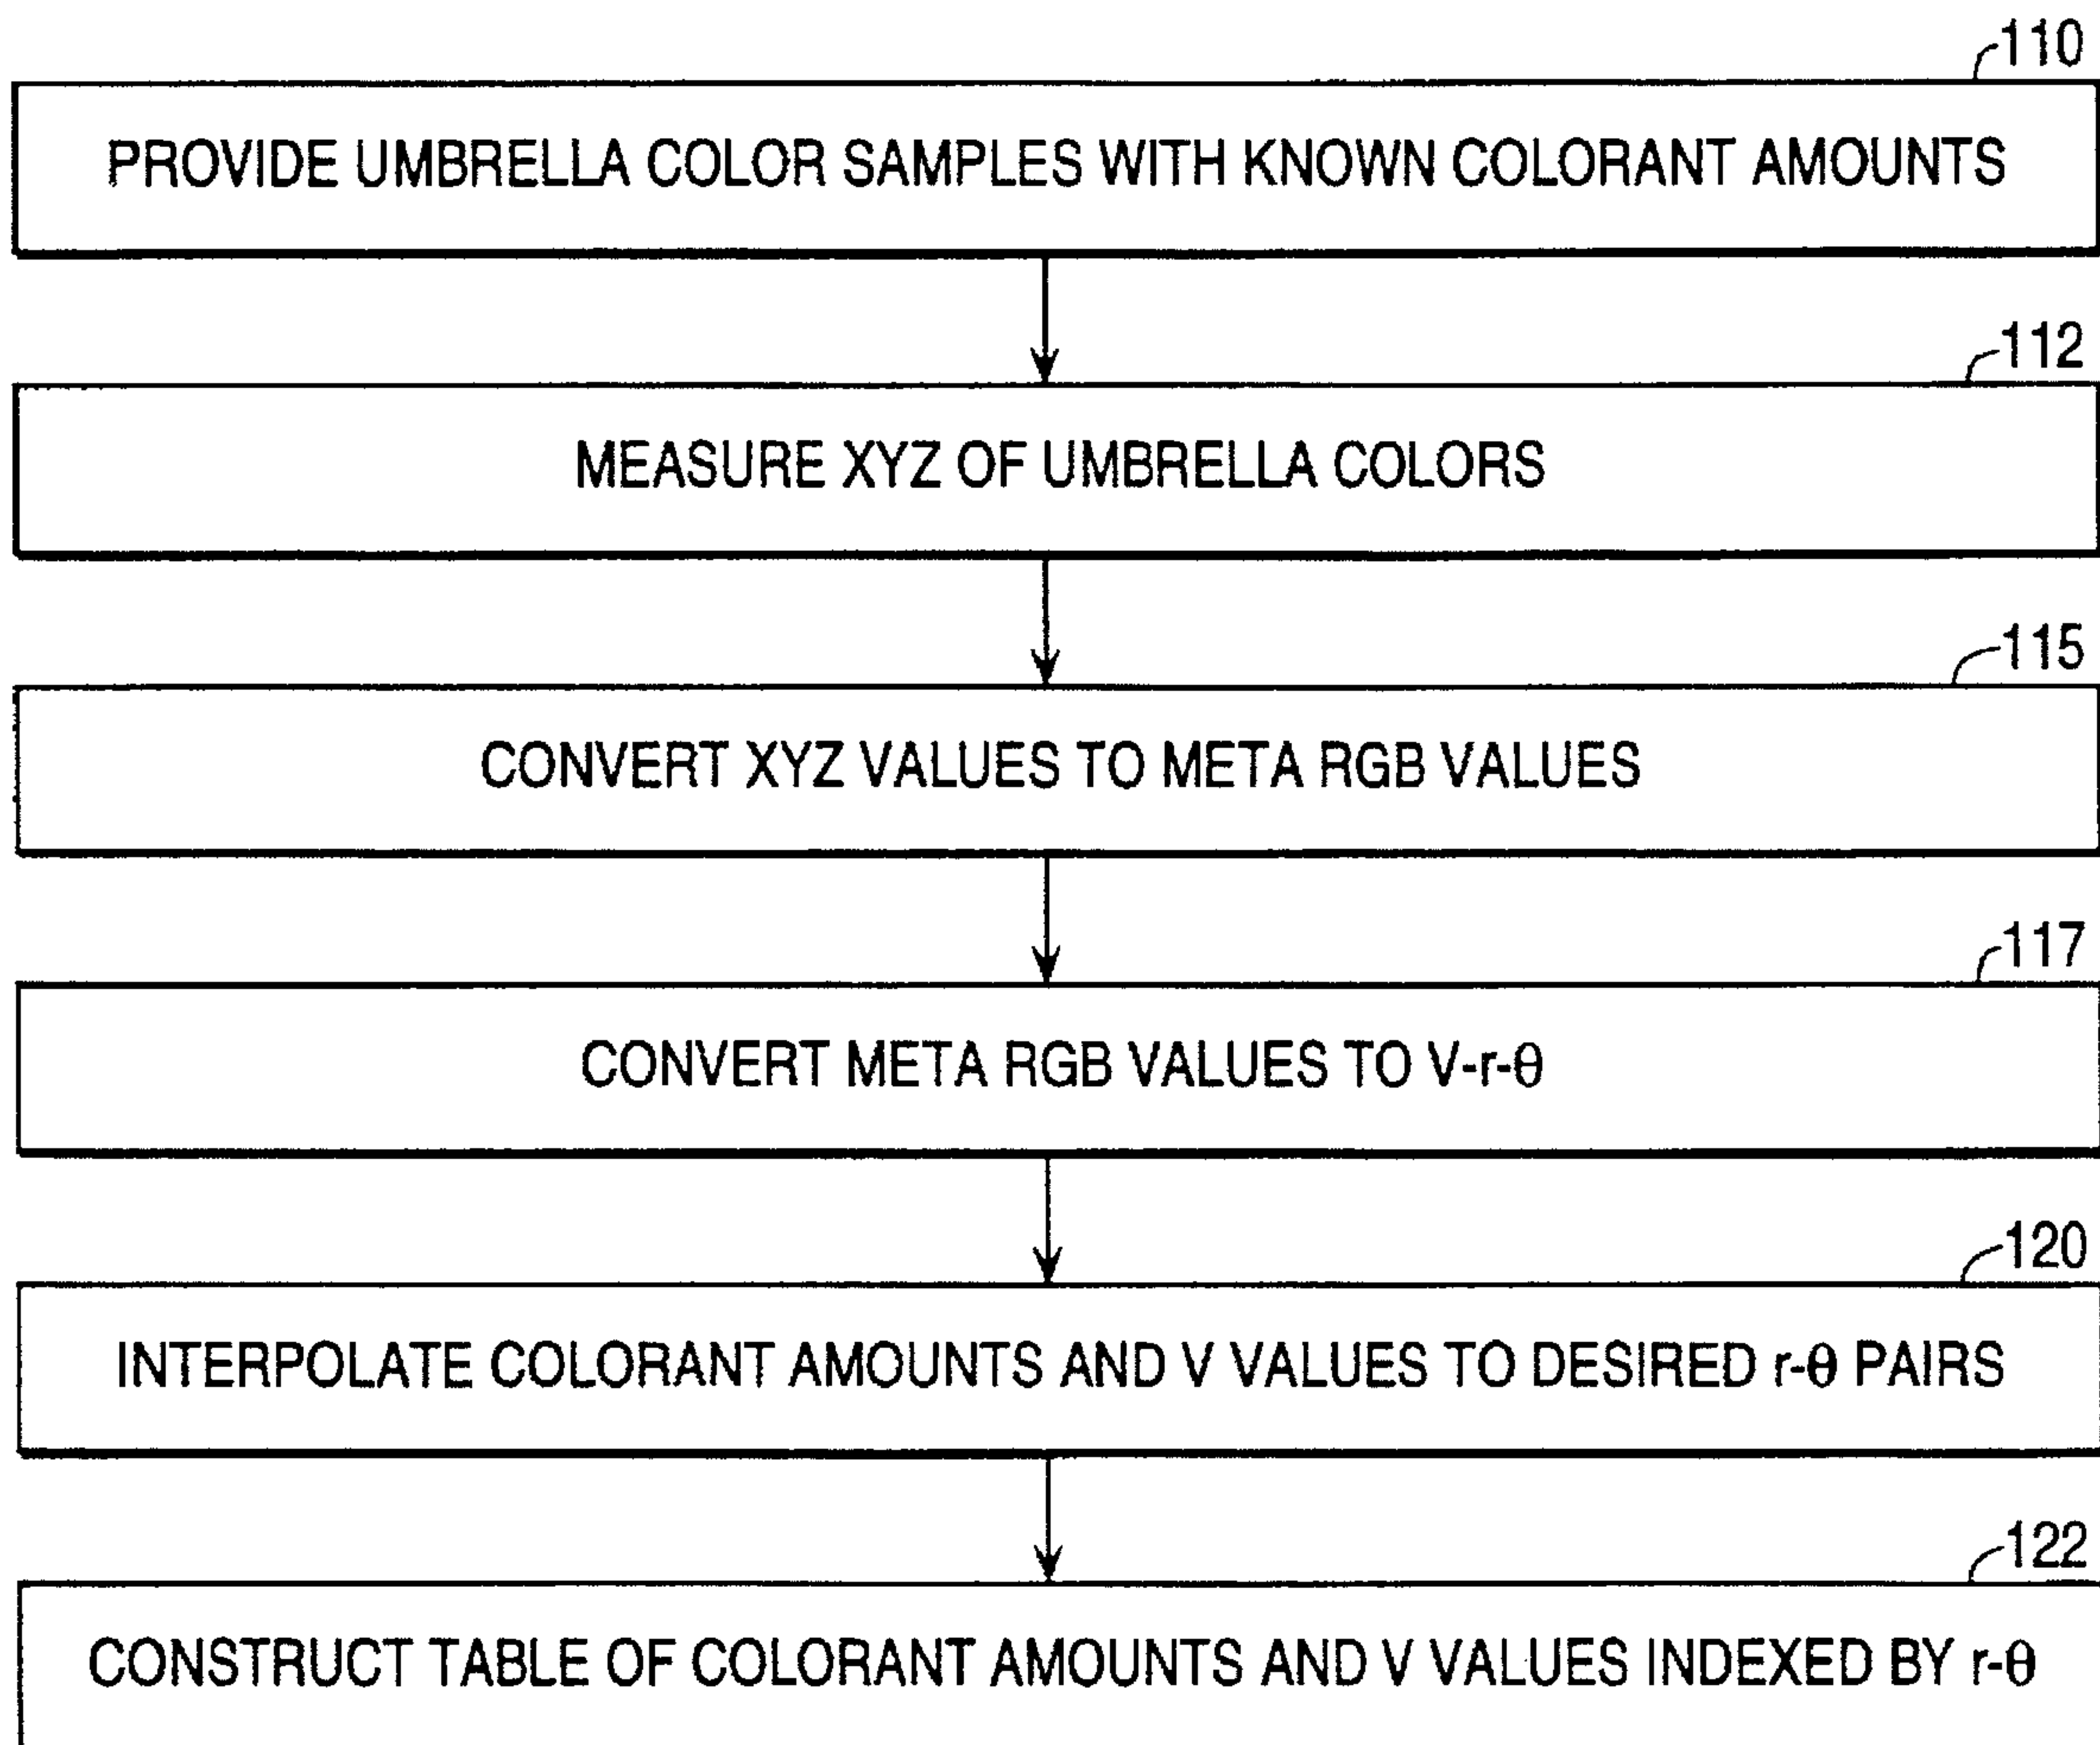 110
PROVIDE UMBRELLA COLOR SAMPLES WITH KNOWN COLORANT AMOUNTS
112
MEASURE XYZ OF UMBRELLA COLORS
115
CONVERT XYZ VALUES TO META RGB VALUES
117
CONVERT META RGB VALUES TO V-r-θ
120
INTERPOLATE COLORANT AMOUNTS AND V VALUES TO DESIRED r-θ PAIRS
122
CONSTRUCT TABLE OF COLORANT AMOUNTS AND V VALUES INDEXED BY r-θ